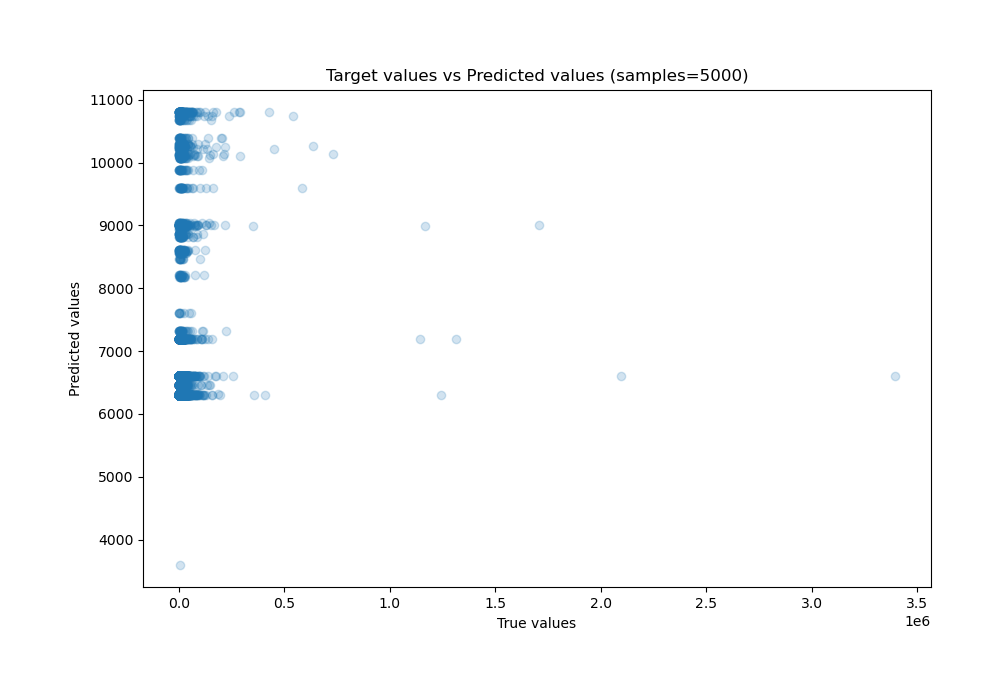 Target values vs Predicted values (samples=5000)
11000
10000
9000
8000
7000
6000
5000
4000
Predicted values
0.0 0.5 1.0 1.5 2.0 2.5 3.0 3.5
1e6
True values